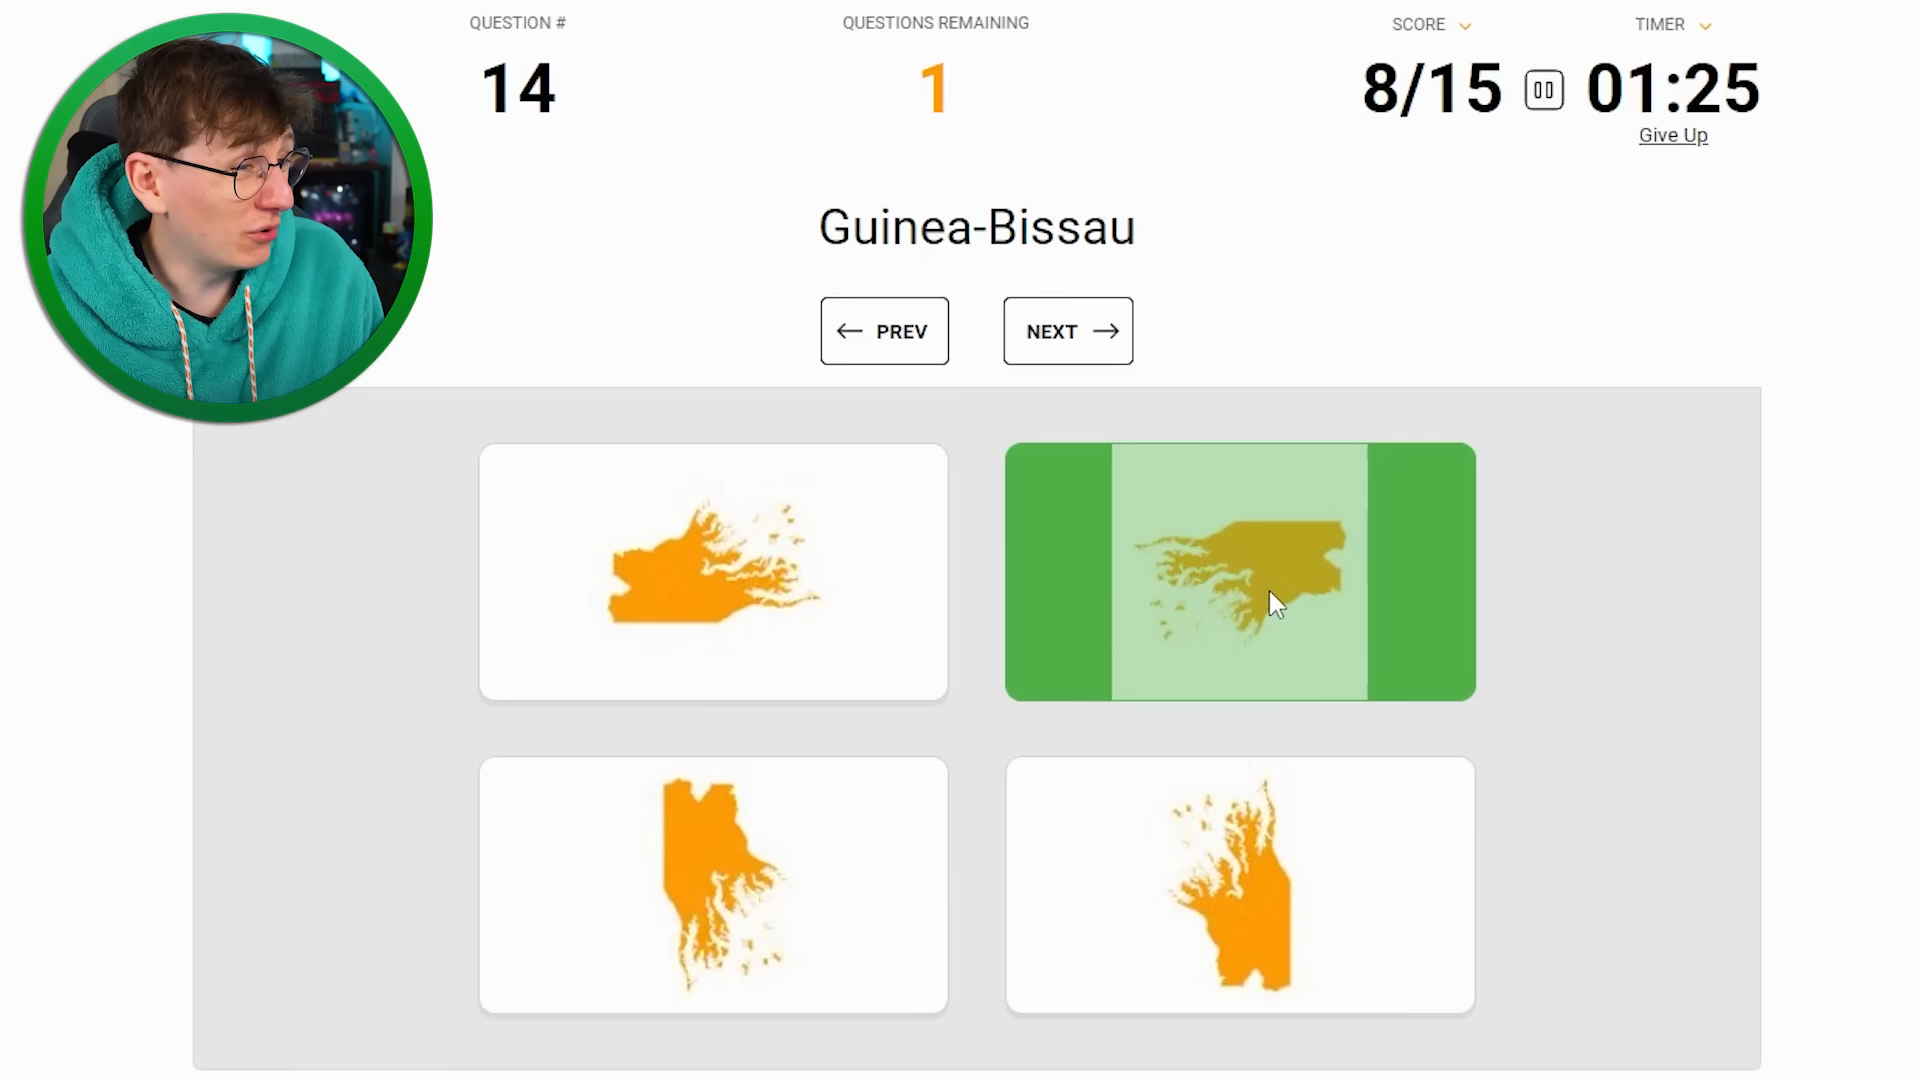 QUESTION #
QUESTIONS REMAINING
SCORE
TIMER
14
1
8/15
01:25
Give Up
Guinea-Bissau
PREV
NEXT